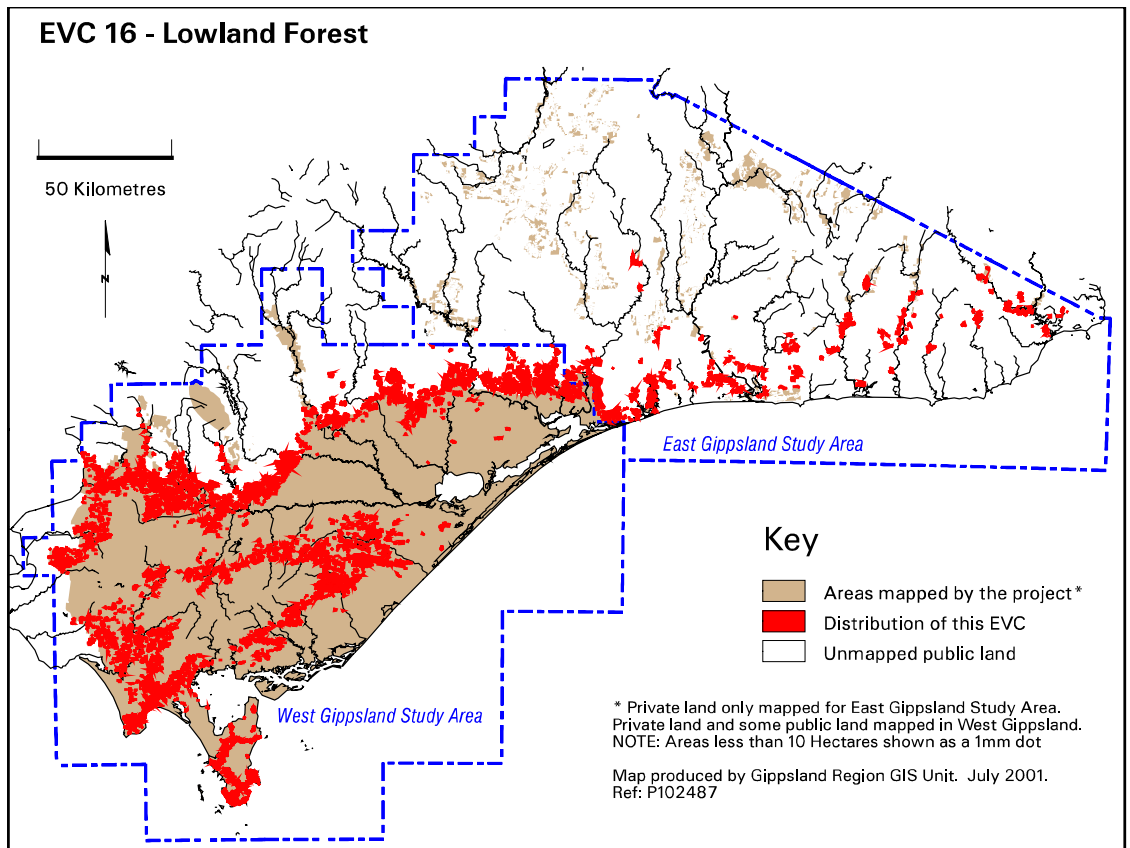 EVC 16 - Lowland Forest
50 Kilometres
N
East Gippsland Study Area
Key
Areas mapped by the project*
Distribution of this EVC
Unmapped public land
West Gippsland Study Area
* Private land only mapped for East Gippsland Study Area.
Private land and some public land mapped in West Gippsland.
NOTE: Areas less than 10 Hectares shown as a 1mm dot
Map produced by Gippsland Region GIS Unit. July 2001.
Ref: P102487